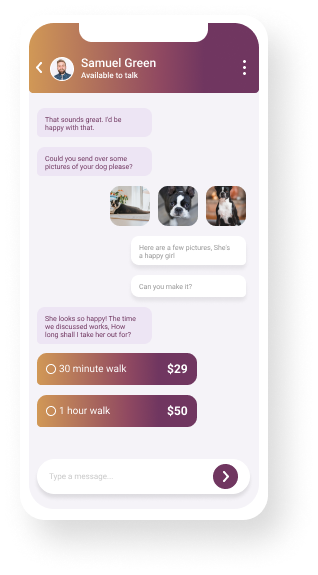 Samuel Green
Available to talk
That sounds great. I'd be
happy with that.
Could you send over some
pictures of your dog please?
Here are a few pictures, She's
a happy girl
Can you make it?
She looks so happy! The time
we discussed works, How
long shall I take her out for?
30 minute walk $29
1 hour walk $50
Type a message...